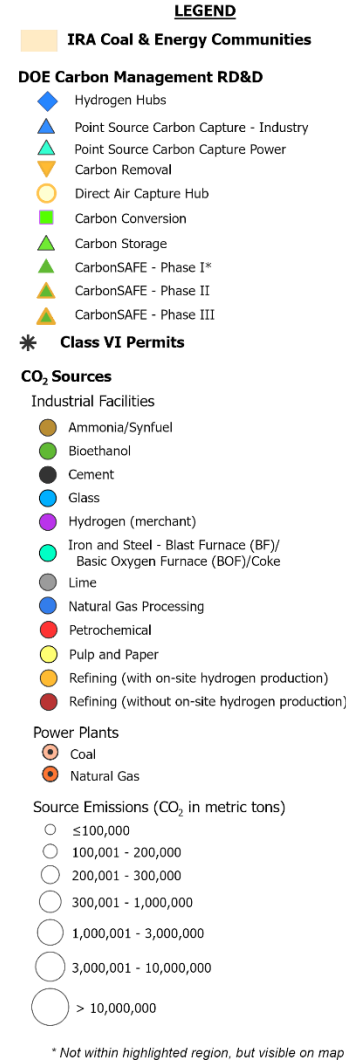 LEGEND
IRA Coal & Energy Communities
DOE Carbon Management RD&D
Hydrogen Hubs
Point Source Carbon Capture - Industry
Point Source Carbon Capture Power
Carbon Removal
Direct Air Capture Hub
Carbon Conversion
Carbon Storage
CarbonSAFE - Phase I*
CarbonSAFE - Phase II
CarbonSAFE - Phase III
Class VI Permits
CO₂ Sources
Industrial Facilities
Ammonia/Synfuel
Bioethanol
Cement
Glass
Hydrogen (merchant)
Iron and Steel - Blast Furnace (BF)/
Basic Oxygen Furnace (BOF)/Coke
Lime
Natural Gas Processing
Petrochemical
Pulp and Paper
Refining (with on-site hydrogen production)
Refining (without on-site hydrogen production)
Power Plants
Coal
Natural Gas
Source Emissions (CO₂ in metric tons)
≤100,000
100,001 - 200,000
200,001 - 300,000
300,001 - 1,000,000
1,000,001 - 3,000,000
3,000,001 - 10,000,000
> 10,000,000
* Not within highlighted region, but visible on map